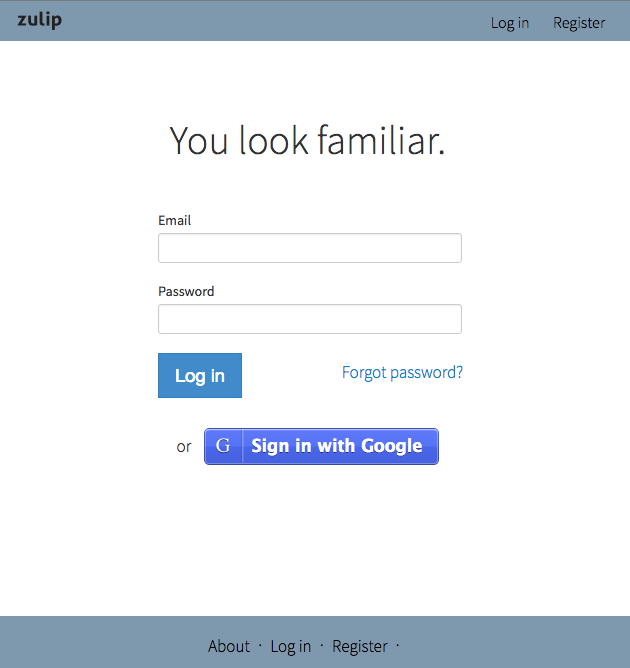 zulip
Log in Register
You look familiar.
Email
Password
Log in
Forgot password?
or G Sign in with Google
About · Log in · Register ·